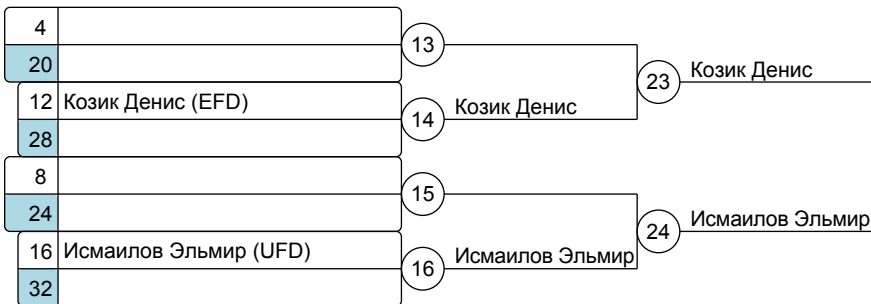 4
13
20
23 Козик Денис
12 Козик Денис (EFD)
14 Козик Денис
28
8
15
24
24 Исмаилов Эльмир
16 Исмаилов Эльмир (UFD)
16 Исмаилов Эльмир
32